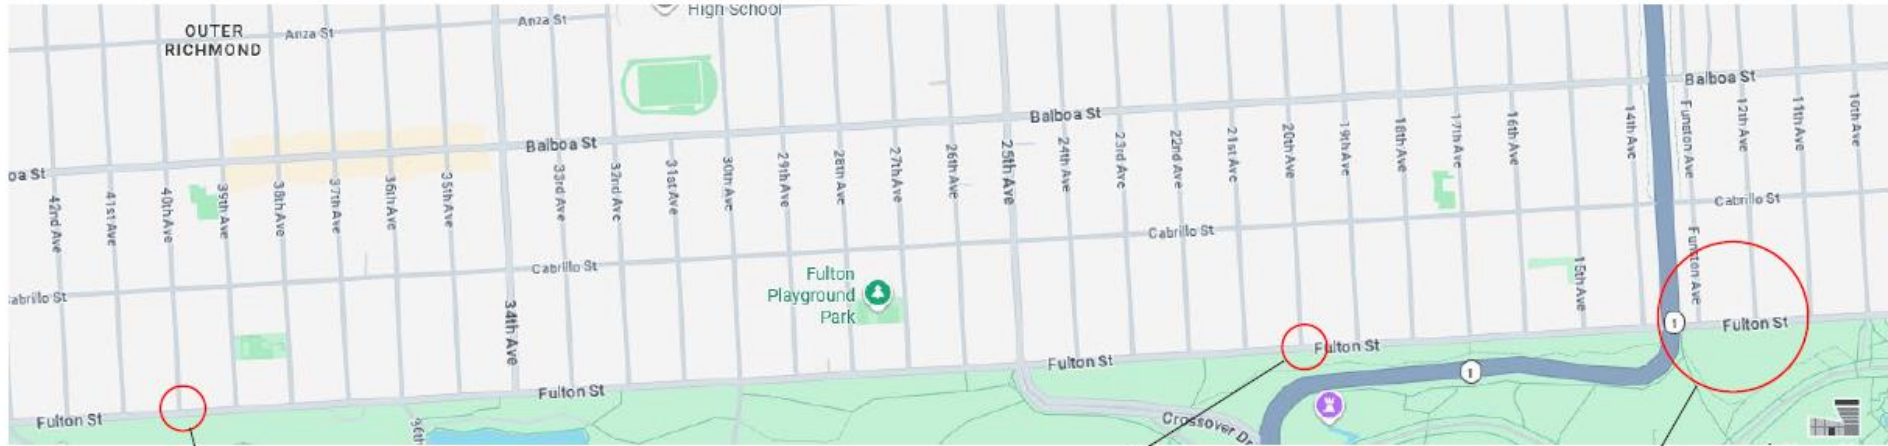 High School
OUTER
RICHMOND
Anza St
Anza St
Balboa St
Balboa St
Balboa St
oa St
42nd Ave
41st Ave
40th Ave
39th Ave
38th Ave
37th Ave
36th Ave
35th Ave
34th Ave
33rd Ave
32nd Ave
31st Ave
30th Ave
29th Ave
28th Ave
27th Ave
26th Ave
25th Ave
24th Ave
23rd Ave
22nd Ave
21st Ave
20th Ave
19th Ave
18th Ave
17th Ave
16th Ave
15th Ave
14th Ave
Funston Ave
Funston Ave
12th Ave
11th Ave
10th Ave
abrillo St
Cabrillo St
Cabrillo St
Cabrillo St
Fulton
Playground
Park
Fulton St
Fulton St
Fulton St
Fulton St
Fulton St
1
1
36th
Crossover Dr